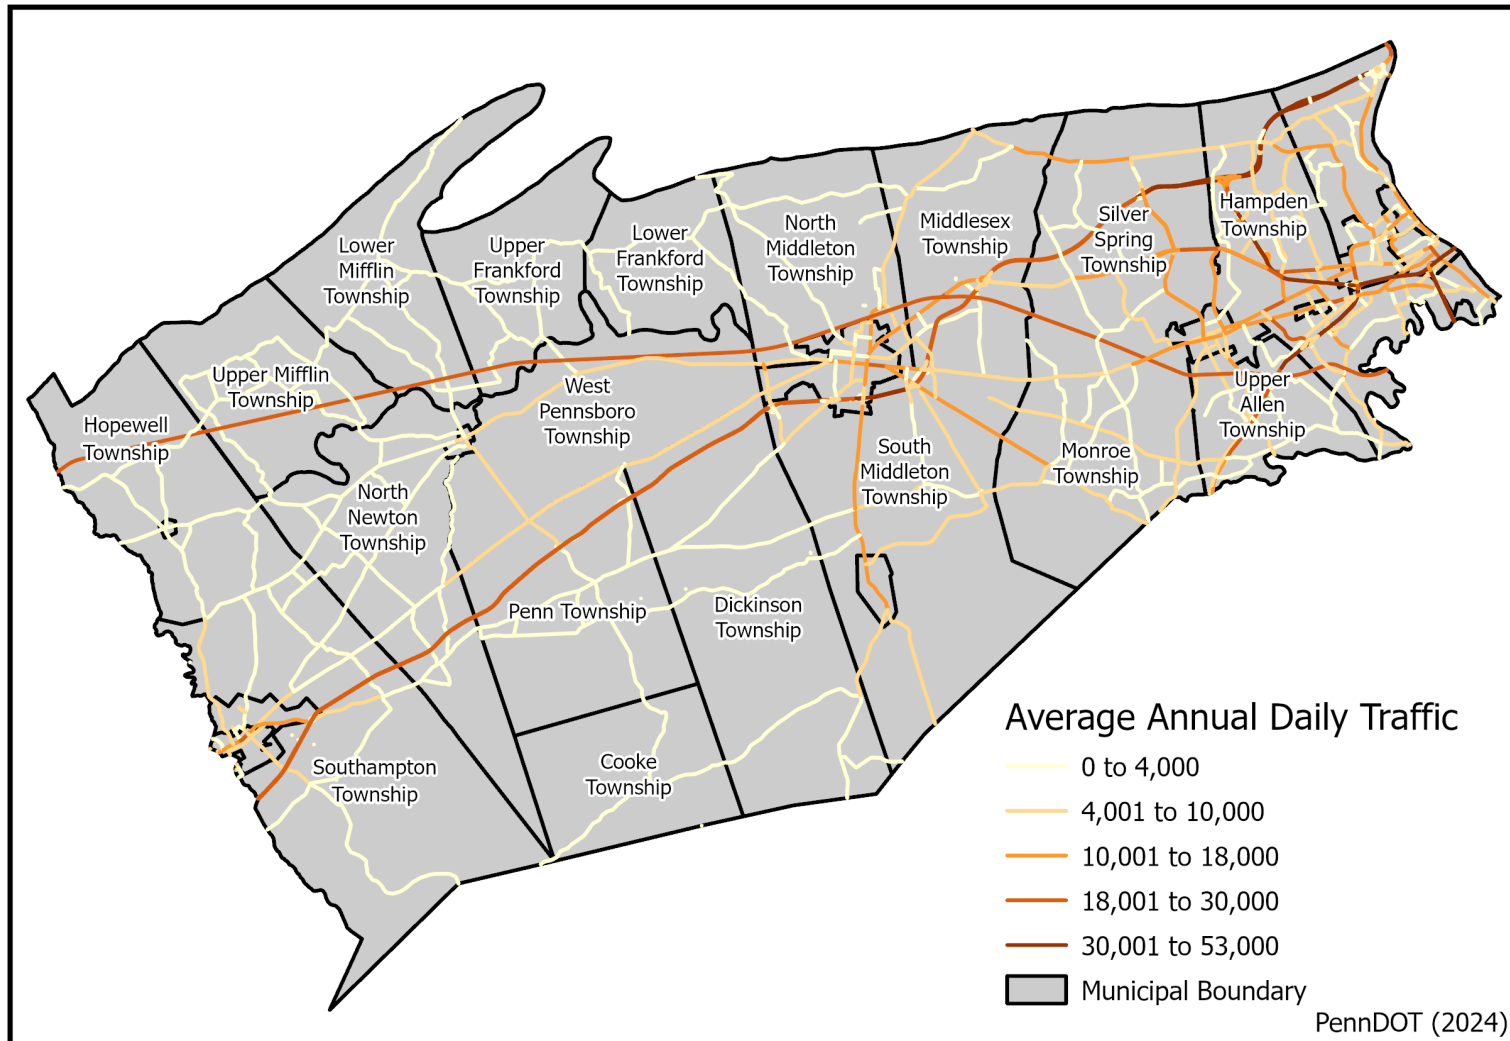 Hampden
Township
Silver
Spring
Township
Middlesex
Township
North
Middleton
Township
Lower
Frankford
Township
Upper
Frankford
Township
Lower
Mifflin
Township
Upper Mifflin
Township
Hopewell
Township
West
Pennsboro
Township
Upper
Allen
Township
Monroe
Township
South
Middleton
Township
North
Newton
Township
Penn Township
Dickinson
Township
Cooke
Township
Southampton
Township
Average Annual Daily Traffic
0 to 4,000
4,001 to 10,000
10,001 to 18,000
18,001 to 30,000
30,001 to 53,000
Municipal Boundary
PennDOT (2024)